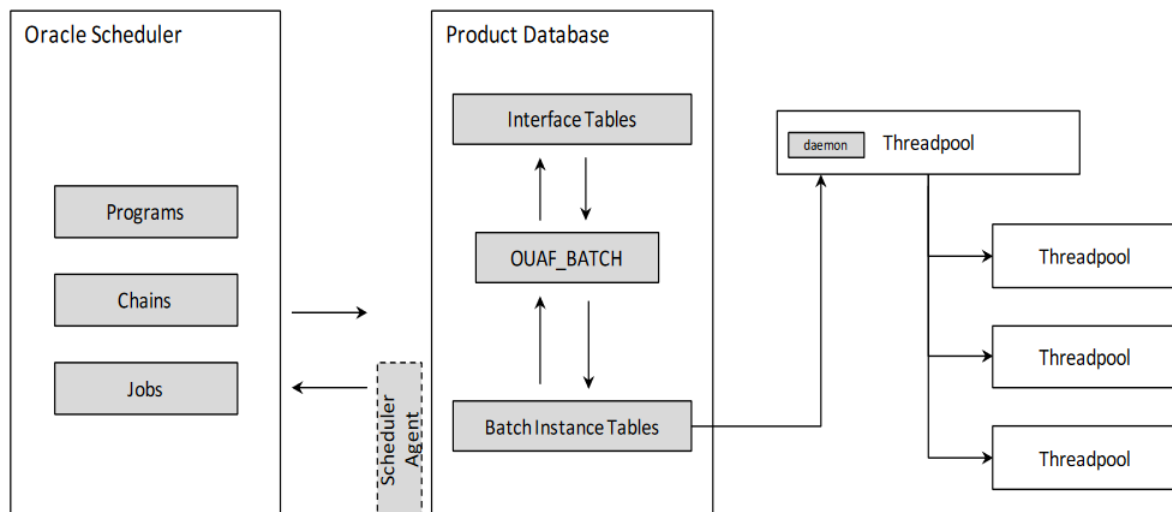 Oracle Scheduler
Programs
Chains
Jobs
Scheduler
Agent
Product Database
Interface Tables
OUAF_BATCH
Batch Instance Tables
daemon
Threadpool
Threadpool
Threadpool
Threadpool